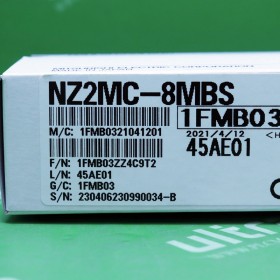 NZ2MC-8MBS
1FMB03
M/C: 1FMB0321041201
2021/4/12
45AE01
F/N: 1FMB03ZZ4C9T2
L/N: 45AE01
G/C: 1FMB03
S/N: 230406230990034-B